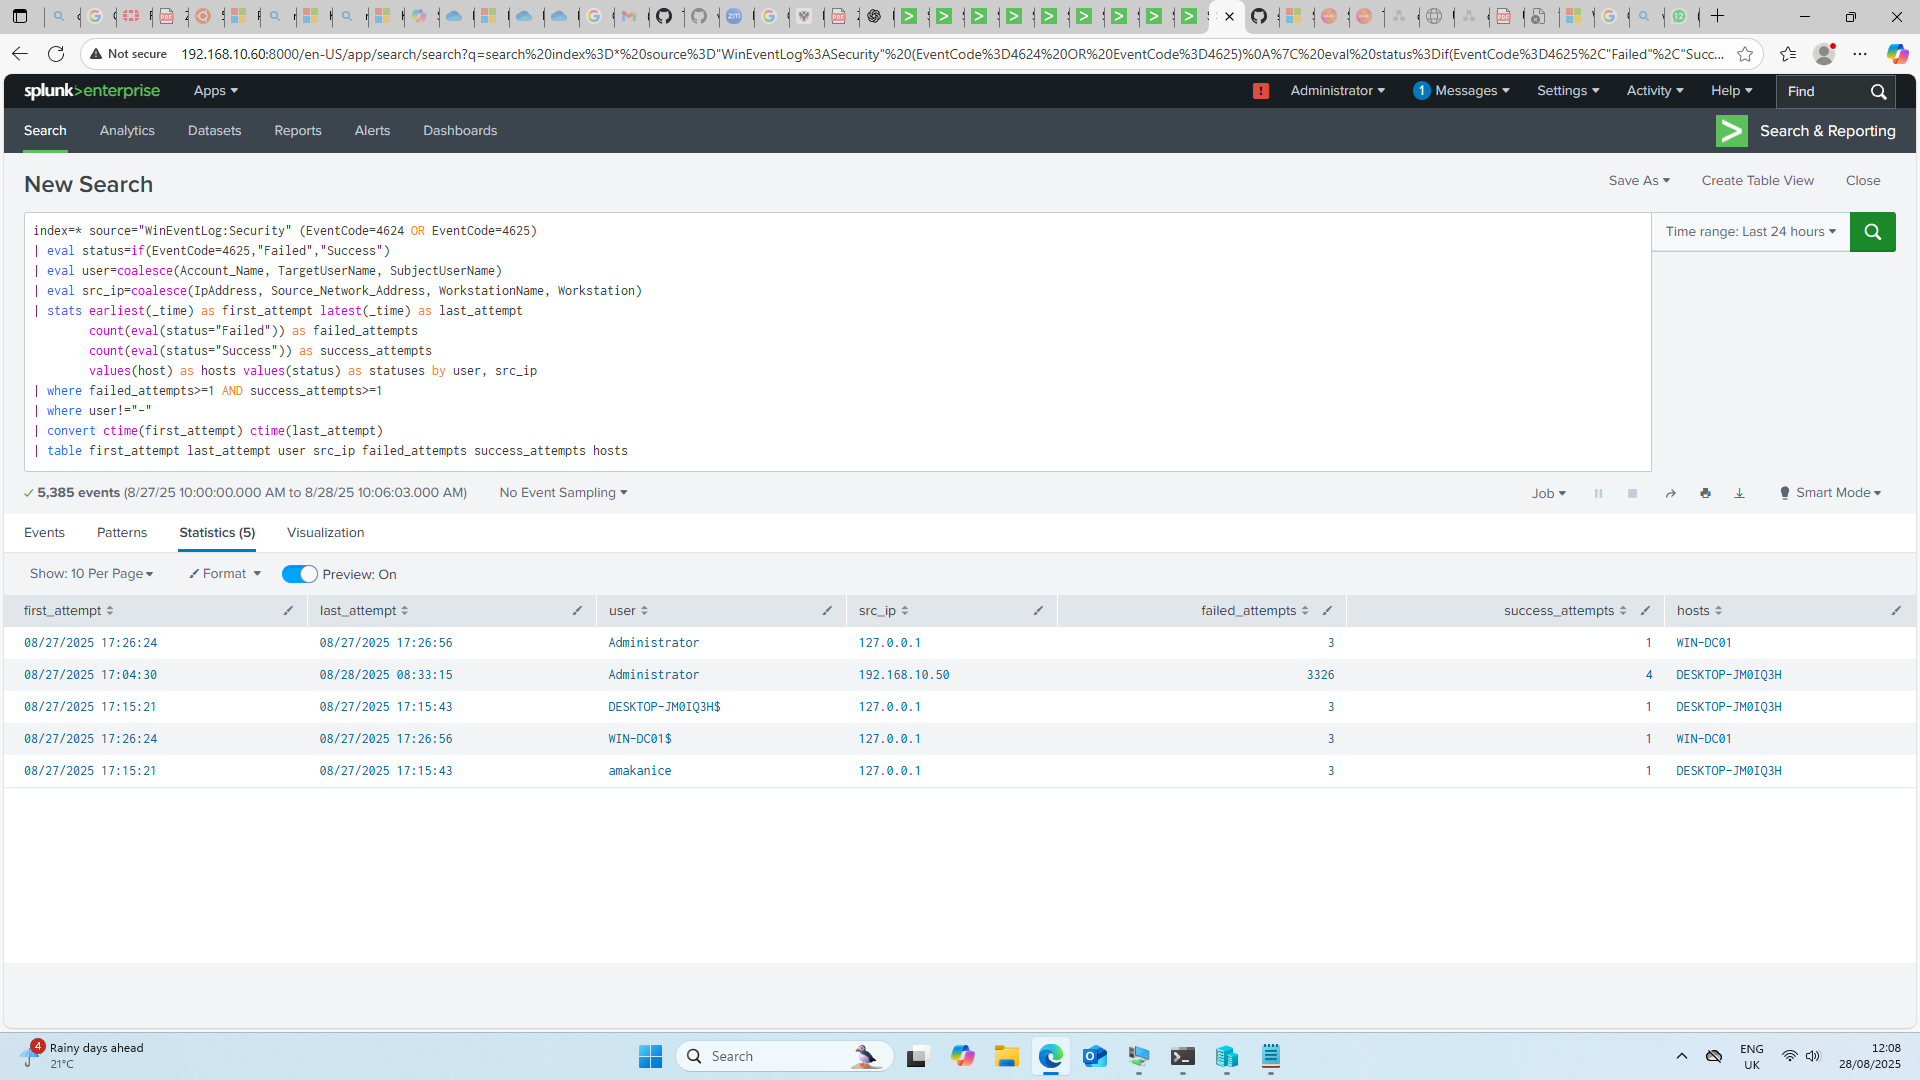 Not secure
192.168.10.60:8000/en-US/app/search/search?q=search%20index%3D*%20source%3D"WinEventLog%3ASecurity"%20(EventCode%3D4624%20OR%20EventCode%3D4625)%0A%7C%20eval%20status%3Dif(EventCode%3D4625%2C"Failed"%2C"Succ...
splunk>enterprise
Apps
Administrator
1 Messages
Settings
Activity
Help
Find
Search
Analytics
Datasets
Reports
Alerts
Dashboards
Search & Reporting
New Search
Save As
Create Table View
Close
index=* source="WinEventLog:Security" (EventCode=4624 OR EventCode=4625)
| eval status=if(EventCode=4625,"Failed","Success")
| eval user=coalesce(Account_Name, TargetUserName, SubjectUserName)
| eval src_ip=coalesce(IpAddress, Source_Network_Address, WorkstationName, Workstation)
| stats earliest(_time) as first_attempt latest(_time) as last_attempt
count(eval(status="Failed")) as failed_attempts
count(eval(status="Success")) as success_attempts
values(host) as hosts values(status) as statuses by user, src_ip
| where failed_attempts>=1 AND success_attempts>=1
| where user!="-"
| convert ctime(first_attempt) ctime(last_attempt)
| table first_attempt last_attempt user src_ip failed_attempts success_attempts hosts
Time range: Last 24 hours
5,385 events (8/27/25 10:00:00.000 AM to 8/28/25 10:06:03.000 AM)
No Event Sampling
Job
Smart Mode
Events
Patterns
Statistics (5)
Visualization
Show: 10 Per Page
Format
Preview: On
first_attempt last_attempt user src_ip failed_attempts success_attempts hosts
08/27/2025 17:26:24 08/27/2025 17:26:56 Administrator 127.0.0.1 3 1 WIN-DC01
08/27/2025 17:04:30 08/28/2025 08:33:15 Administrator 192.168.10.50 3326 4 DESKTOP-JM0IQ3H
08/27/2025 17:15:21 08/27/2025 17:15:43 DESKTOP-JM0IQ3H$ 127.0.0.1 3 1 DESKTOP-JM0IQ3H
08/27/2025 17:26:24 08/27/2025 17:26:56 WIN-DC01$ 127.0.0.1 3 1 WIN-DC01
08/27/2025 17:15:21 08/27/2025 17:15:43 amakanice 127.0.0.1 3 1 DESKTOP-JM0IQ3H
4
Rainy days ahead
21°C
Search
ENG
UK
12:08
28/08/2025